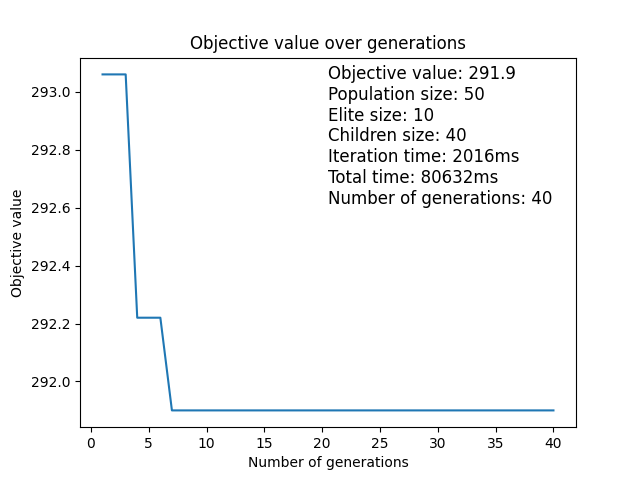 Objective value over generations
Objective value: 291.9
Population size: 50
Elite size: 10
Children size: 40
Iteration time: 2016ms
Total time: 80632ms
Number of generations: 40
Objective value
293.0
292.8
292.6
292.4
292.2
292.0
0 5 10 15 20 25 30 35 40
Number of generations